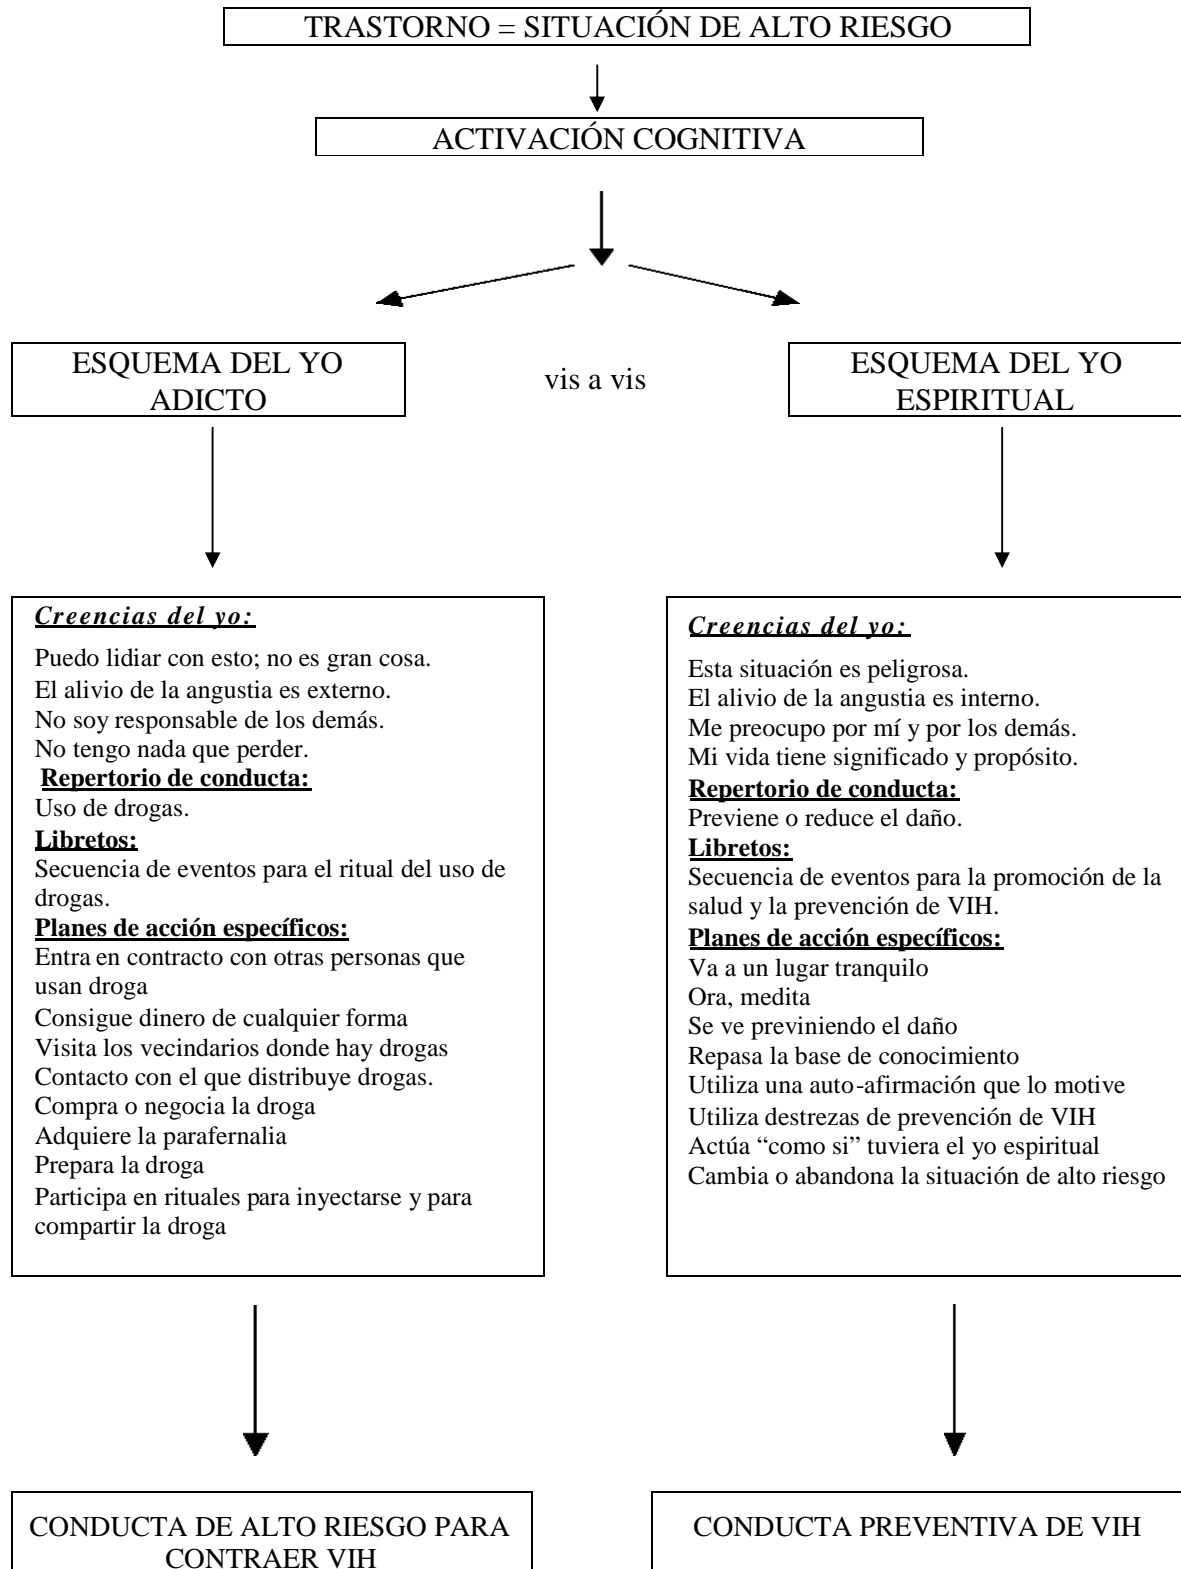 TRASTORNO = SITUACIÓN DE ALTO RIESGO
ACTIVACIÓN COGNITIVA
ESQUEMA DEL YO
ADICTO
vis a vis
ESQUEMA DEL YO
ESPIRITUAL
Creencias del yo:
Puedo lidiar con esto; no es gran cosa.
El alivio de la angustia es externo.
No soy responsable de los demás.
No tengo nada que perder.
Repertorio de conducta:
Uso de drogas.
Libretos:
Secuencia de eventos para el ritual del uso de
drogas.
Planes de acción específicos:
Entra en contracto con otras personas que
usan droga
Consigue dinero de cualquier forma
Visita los vecindarios donde hay drogas
Contacto con el que distribuye drogas.
Compra o negocia la droga
Adquiere la parafernalia
Prepara la droga
Participa en rituales para inyectarse y para
compartir la droga
Creencias del yo:
Esta situación es peligrosa.
El alivio de la angustia es interno.
Me preocupo por mí y por los demás.
Mi vida tiene significado y propósito.
Repertorio de conducta:
Previene o reduce el daño.
Libretos:
Secuencia de eventos para la promoción de la
salud y la prevención de VIH.
Planes de acción específicos:
Va a un lugar tranquilo
Ora, medita
Se ve previniendo el daño
Repasa la base de conocimiento
Utiliza una auto-afirmación que lo motive
Utiliza destrezas de prevención de VIH
Actúa “como si” tuviera el yo espiritual
Cambia o abandona la situación de alto riesgo
CONDUCTA DE ALTO RIESGO PARA
CONTRAER VIH
CONDUCTA PREVENTIVA DE VIH